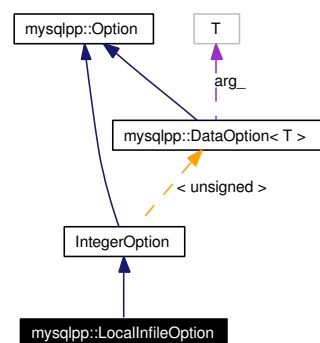 mysqlpp::Option
T
arg_
mysqlpp::DataOption< T >
< unsigned >
IntegerOption
mysqlpp::LocalInfileOption